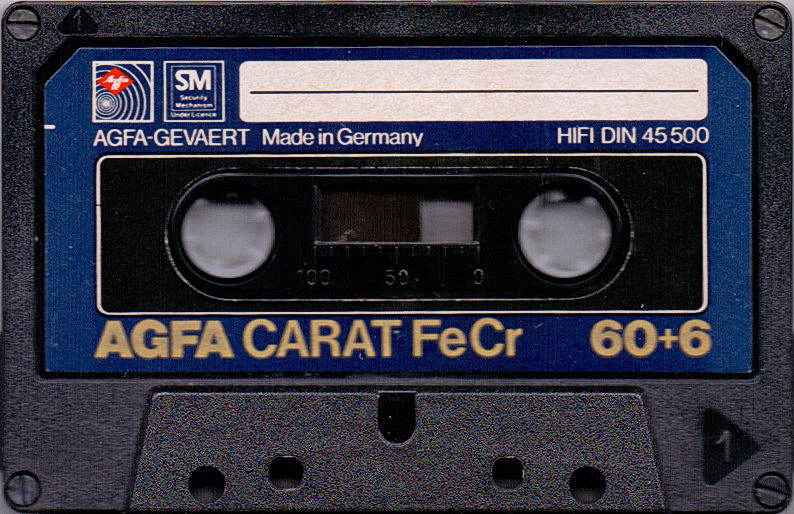 1
Agfa
SM
Security
Mechanism
Under Licence
AGFA-GEVAERT Made in Germany
HIFI DIN 45 500
100 50 0
AGFA CARAT FeCr 60+6
1